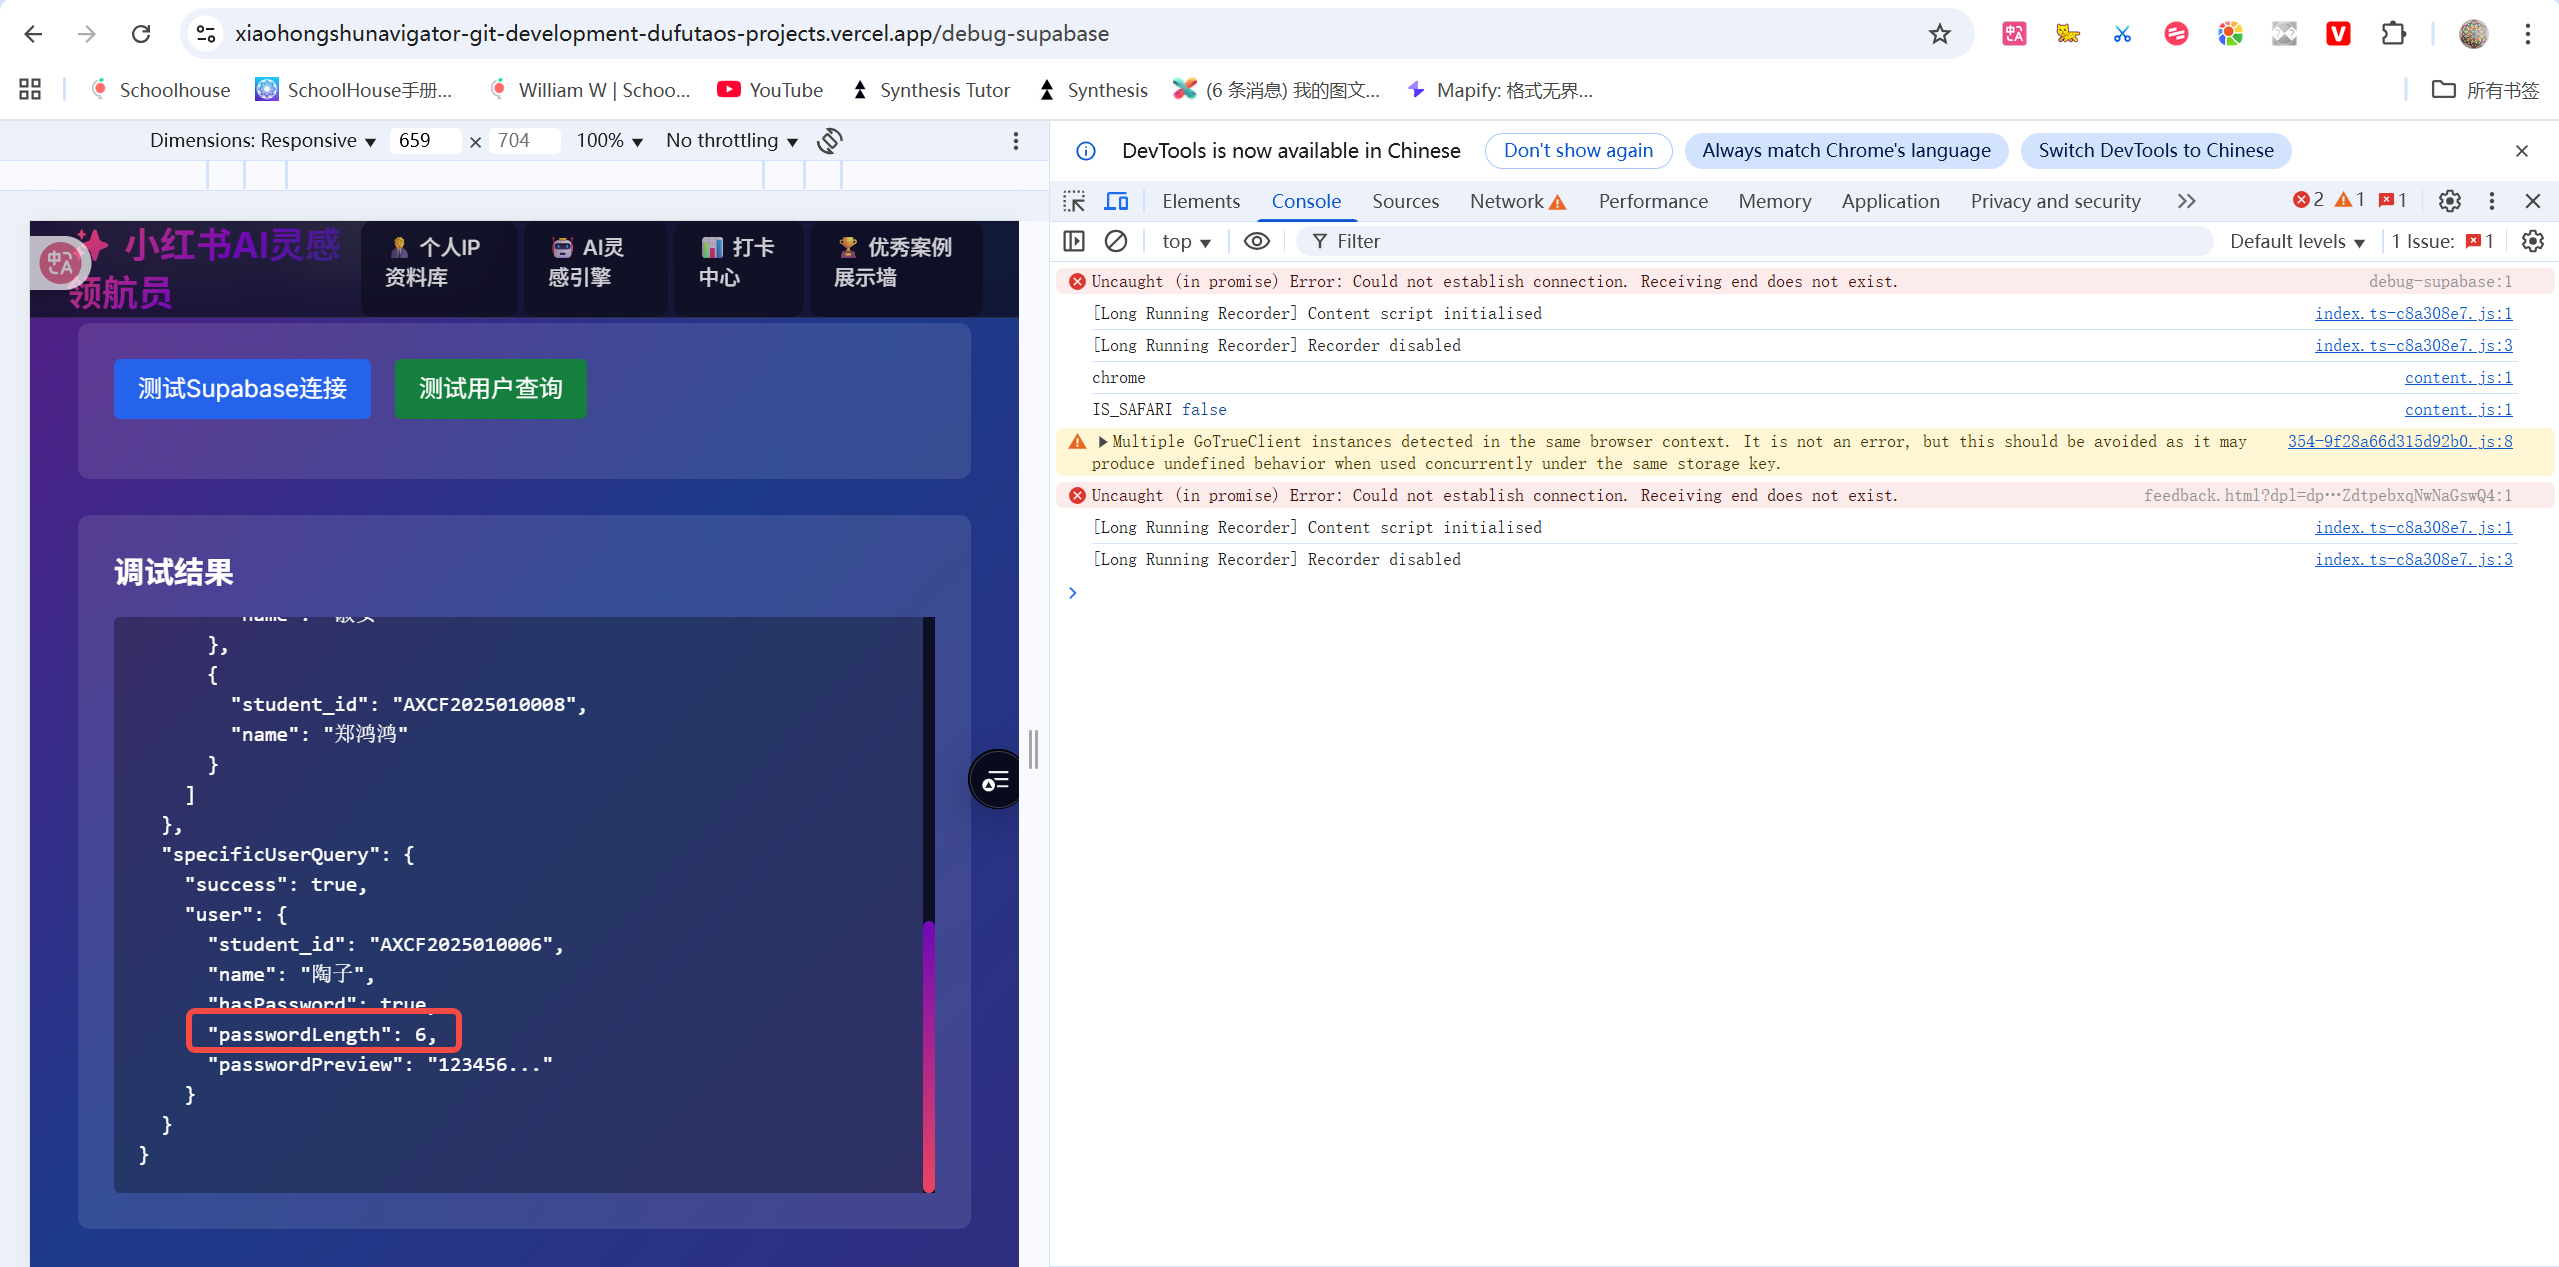 xiaohongshunavigator-git-development-dufutaos-projects.vercel.app/debug-supabase
Schoolhouse
SchoolHouse手册...
William W | Schoo...
YouTube
Synthesis Tutor
Synthesis
(6 条消息) 我的图文...
Mapify: 格式无界...
所有书签
Dimensions: Responsive
659 × 704
100%
No throttling
DevTools is now available in Chinese
Don't show again
Always match Chrome's language
Switch DevTools to Chinese
Elements
Console
Sources
Network
Performance
Memory
Application
Privacy and security
2
1
1
top
Filter
Default levels
1 Issue:
1
小红书AI灵感
领航员
个人IP
资料库
AI灵
感引擎
打卡
中心
优秀案例
展示墙
测试Supabase连接
测试用户查询
调试结果
},
{
"student_id": "AXCF2025010008",
"name": "郑鸿鸿"
}
]
},
"specificUserQuery": {
"success": true,
"user": {
"student_id": "AXCF2025010006",
"name": "陶子",
"hasPassword": true,
"passwordLength": 6,
"passwordPreview": "123456..."
}
}
}
Uncaught (in promise) Error: Could not establish connection. Receiving end does not exist.
debug-supabase:1
[Long Running Recorder] Content script initialised
index.ts-c8a308e7.js:1
[Long Running Recorder] Recorder disabled
index.ts-c8a308e7.js:3
chrome
content.js:1
IS_SAFARI false
content.js:1
Multiple GoTrueClient instances detected in the same browser context. It is not an error, but this should be avoided as it may
354-9f28a66d315d92b0.js:8
produce undefined behavior when used concurrently under the same storage key.
Uncaught (in promise) Error: Could not establish connection. Receiving end does not exist.
feedback.html?dpl=dp…ZdtpebxqNwNaGswQ4:1
[Long Running Recorder] Content script initialised
index.ts-c8a308e7.js:1
[Long Running Recorder] Recorder disabled
index.ts-c8a308e7.js:3